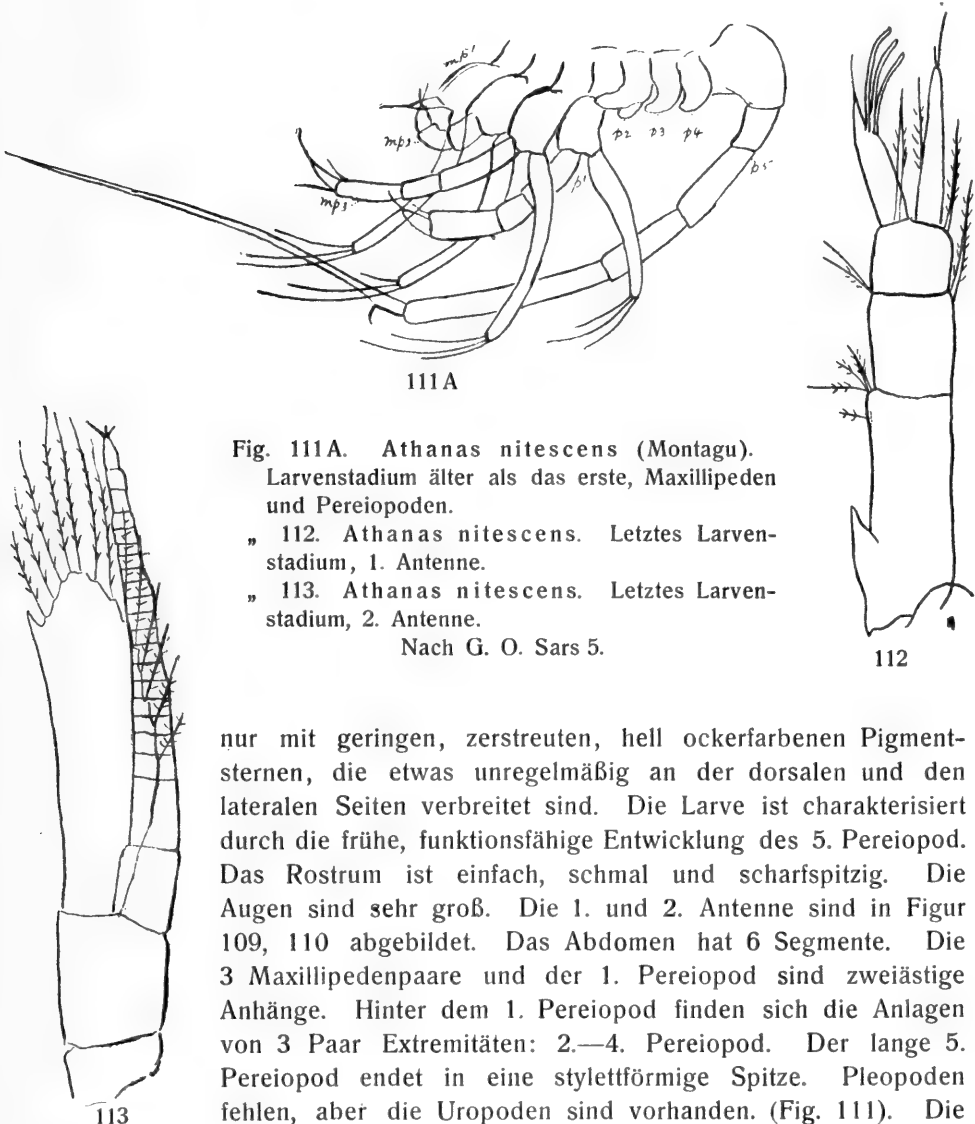 mp1
mp3
mp3
p1
p2 p3 p4
p5
111 A
112
113
Fig. 111 A. Athanas nitescens (Montagu).
Larvenstadium älter als das erste, Maxillipeden
und Pereiopoden.
„ 112. Athanas nitescens. Letztes Larven-
stadium, 1. Antenne.
„ 113. Athanas nitescens. Letztes Larven-
stadium, 2. Antenne.
Nach G. O. Sars 5.
nur mit geringen, zerstreuten, hell ockerfarbenen Pigment-
sternen, die etwas unregelmäßig an der dorsalen und den
lateralen Seiten verbreitet sind. Die Larve ist charakterisiert
durch die frühe, funktionsfähige Entwicklung des 5. Pereiopod.
Das Rostrum ist einfach, schmal und scharfspitzig. Die
Augen sind sehr groß. Die 1. und 2. Antenne sind in Figur
109, 110 abgebildet. Das Abdomen hat 6 Segmente. Die
3 Maxillipedenpaare und der 1. Pereiopod sind zweiästige
Anhänge. Hinter dem 1. Pereiopod finden sich die Anlagen
von 3 Paar Extremitäten: 2.—4. Pereiopod. Der lange 5.
Pereiopod endet in eine stylettförmige Spitze. Pleopoden
fehlen, aber die Uropoden sind vorhanden. (Fig. 111). Die